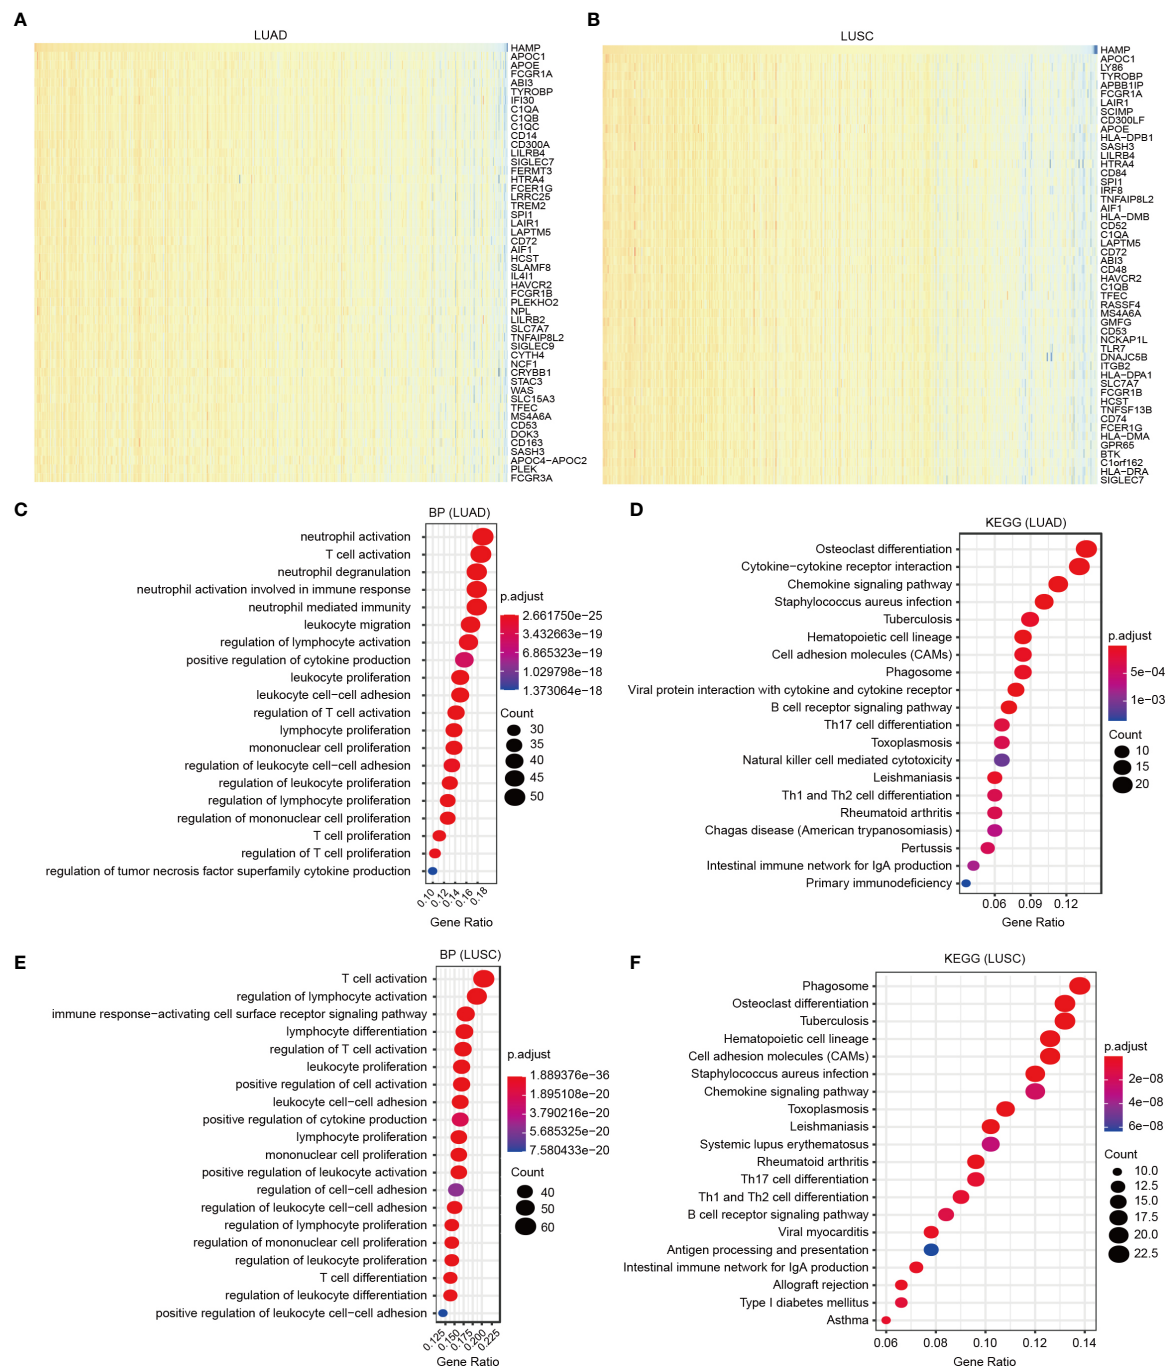 A
LUAD
HAMP
APOC1
APOE
FCGR1A
ABI3
TYROBP
IFI30
C1QA
C1QB
C1QC
CD14
CD300A
LILRB4
SIGLEC7
FERMT3
HTRA4
FCER1G
LRRC25
TREM2
SPI1
LAIR1
LAPTM5
CD72
AIF1
HCST
SLAMF8
IL4I1
HAVCR2
FCGR1B
PLEKHO2
NPL
LILRB2
SLC7A7
TNFAIP8L2
SIGLEC9
CYTH4
NCF1
CRYBB1
STAC3
WAS
SLC15A3
TFEC
MS4A6A
CD53
DOK3
CD163
SASH3
APOC4−APOC2
PLEK
FCGR3A
B
LUSC
HAMP
APOC1
LY86
TYROBP
APBB1IP
FCGR1A
LAIR1
SCIMP
CD300LF
APOE
HLA−DPB1
SASH3
LILRB4
HTRA4
CD84
SPI1
IRF8
TNFAIP8L2
AIF1
HLA−DMB
CD52
C1QA
LAPTM5
CD72
ABI3
CD48
HAVCR2
C1QB
TFEC
RASSF4
MS4A6A
GMFG
CD53
NCKAP1L
TLR7
DNAJC5B
ITGB2
HLA−DPA1
SLC7A7
FCGR1B
HCST
TNFSF13B
CD74
FCER1G
HLA−DMA
GPR65
BTK
C1orf162
HLA−DRA
SIGLEC7
C
BP (LUAD)
neutrophil activation
T cell activation
neutrophil degranulation
neutrophil activation involved in immune response
neutrophil mediated immunity
leukocyte migration
regulation of lymphocyte activation
positive regulation of cytokine production
leukocyte proliferation
leukocyte cell−cell adhesion
regulation of T cell activation
lymphocyte proliferation
mononuclear cell proliferation
regulation of leukocyte cell−cell adhesion
regulation of leukocyte proliferation
regulation of lymphocyte proliferation
regulation of mononuclear cell proliferation
T cell proliferation
regulation of T cell proliferation
regulation of tumor necrosis factor superfamily cytokine production
0.10 0.12 0.14 0.16 0.18
Gene Ratio
p.adjust
2.661750e−25
3.432663e−19
6.865323e−19
1.029798e−18
1.373064e−18
Count
30
35
40
45
50
D
KEGG (LUAD)
Osteoclast differentiation
Cytokine−cytokine receptor interaction
Chemokine signaling pathway
Staphylococcus aureus infection
Tuberculosis
Hematopoietic cell lineage
Cell adhesion molecules (CAMs)
Phagosome
Viral protein interaction with cytokine and cytokine receptor
B cell receptor signaling pathway
Th17 cell differentiation
Toxoplasmosis
Natural killer cell mediated cytotoxicity
Leishmaniasis
Th1 and Th2 cell differentiation
Rheumatoid arthritis
Chagas disease (American trypanosomiasis)
Pertussis
Intestinal immune network for IgA production
Primary immunodeficiency
0.06 0.09 0.12
Gene Ratio
p.adjust
5e−04
1e−03
Count
10
15
20
E
BP (LUSC)
T cell activation
regulation of lymphocyte activation
immune response−activating cell surface receptor signaling pathway
lymphocyte differentiation
regulation of T cell activation
leukocyte proliferation
positive regulation of cell activation
leukocyte cell−cell adhesion
positive regulation of cytokine production
lymphocyte proliferation
mononuclear cell proliferation
positive regulation of leukocyte activation
regulation of cell−cell adhesion
regulation of leukocyte cell−cell adhesion
regulation of lymphocyte proliferation
regulation of mononuclear cell proliferation
regulation of leukocyte proliferation
T cell differentiation
regulation of leukocyte differentiation
positive regulation of leukocyte cell−cell adhesion
0.125 0.150 0.175 0.200 0.225
Gene Ratio
p.adjust
1.889376e−36
1.895108e−20
3.790216e−20
5.685325e−20
7.580433e−20
Count
40
50
60
F
KEGG (LUSC)
Phagosome
Osteoclast differentiation
Tuberculosis
Hematopoietic cell lineage
Cell adhesion molecules (CAMs)
Staphylococcus aureus infection
Chemokine signaling pathway
Toxoplasmosis
Leishmaniasis
Systemic lupus erythematosus
Rheumatoid arthritis
Th17 cell differentiation
Th1 and Th2 cell differentiation
B cell receptor signaling pathway
Viral myocarditis
Antigen processing and presentation
Intestinal immune network for IgA production
Allograft rejection
Type I diabetes mellitus
Asthma
0.06 0.08 0.10 0.12 0.14
Gene Ratio
p.adjust
2e−08
4e−08
6e−08
Count
10.0
12.5
15.0
17.5
20.0
22.5